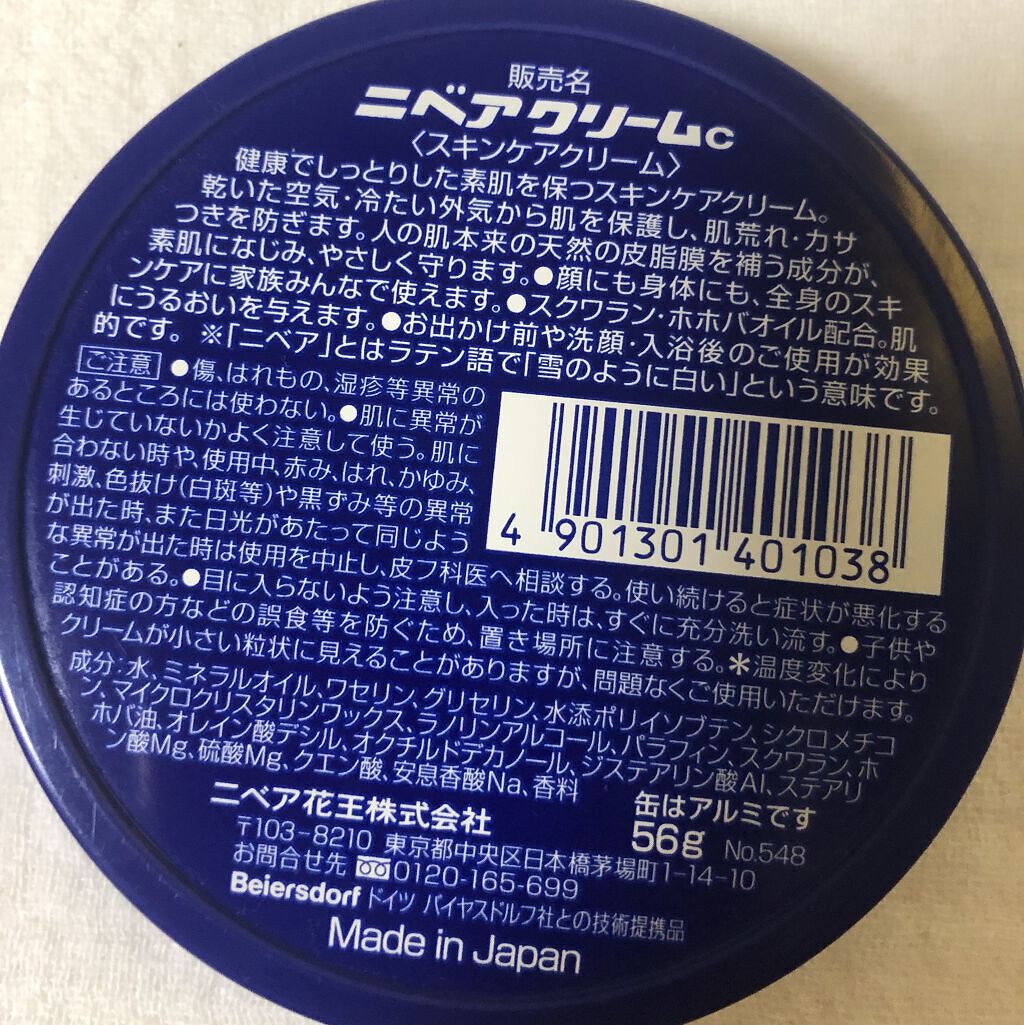 販売名
ニベアクリームC
〈スキンケアクリーム〉
健康でしっとりした素肌を保つスキンケアクリーム。
乾いた空気・冷たい外気から肌を保護し、肌荒れ・カサ
つきを防ぎます。人の肌本来の天然の皮脂膜を補う成分が、
素肌になじみ、やさしく守ります。●顔にも身体にも、全身のスキ
ンケアに家族みんなで使えます。●スクワラン・ホホバオイル配合。肌
にうるおいを与えます。●お出かけ前や洗顔・入浴後のご使用が効果
的です。※「ニベア」とはラテン語で「雪のように白い」という意味です。
ご注意 ●傷、はれもの、湿疹等異常の
あるところには使わない。●肌に異常が
生じていないかよく注意して使う。肌に
合わない時や、使用中、赤み、はれ、かゆみ、
刺激、色抜け(白斑等)や黒ずみ等の異常
が出た時、また日光があたって同じよう
な異常が出た時は使用を中止し、皮フ科医へ相談する。使い続けると症状が悪化する
ことがある。●目に入らないよう注意し、入った時は、すぐに充分洗い流す。●子供や
認知症の方などの誤食等を防ぐため、置き場所に注意する。＊温度変化により
クリームが小さい粒状に見えることがありますが、問題なくご使用いただけます。
4 901301 401038
成分:水、ミネラルオイル、ワセリン、グリセリン、水添ポリイソブテン、シクロメチコ
ン、マイクロクリスタリンワックス、ラノリンアルコール、パラフィン、スクワラン、ホ
ホバ油、オレイン酸デシル、オクチルドデカノール、ジステアリン酸Al、ステアリ
ン酸Mg、硫酸Mg、クエン酸、安息香酸Na、香料
缶はアルミです
ニベア花王株式会社
56g No.548
〒103-8210 東京都中央区日本橋茅場町1-14-10
お問合せ先 0120-165-699
Beiersdorf ドイツ バイヤスドルフ社との技術提携品
Made in Japan